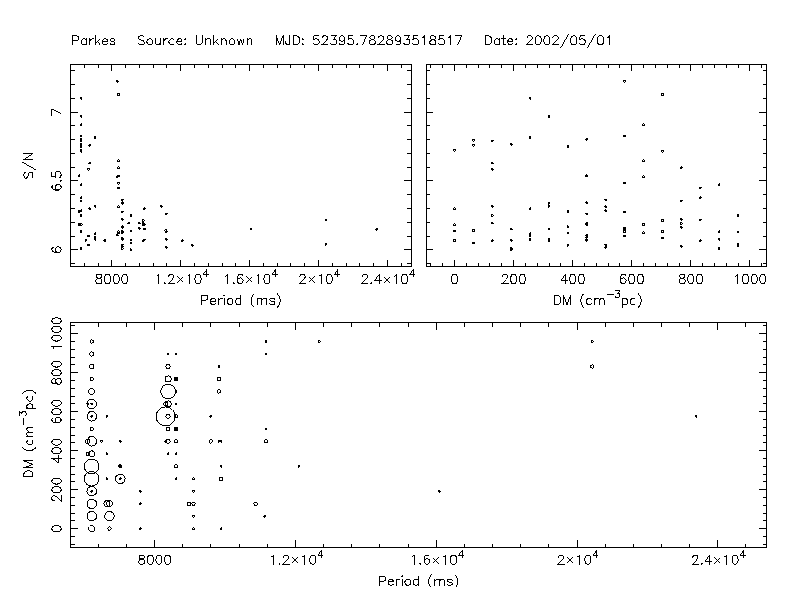 Parkes Source: Unknown MJD: 52395.782893518517 Date: 2002/05/01
7
6.5
6
S/N
8000 1.2×10⁴ 1.6×10⁴ 2×10⁴ 2.4×10⁴
Period (ms)
0 200 400 600 800 1000
DM (cm⁻³pc)
1000
800
600
400
200
0
DM (cm⁻³pc)
8000 1.2×10⁴ 1.6×10⁴ 2×10⁴ 2.4×10⁴
Period (ms)